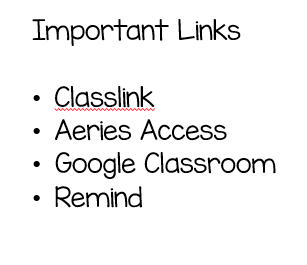 Important Links
• Classlink
• Aeries Access
• Google Classroom
• Remind